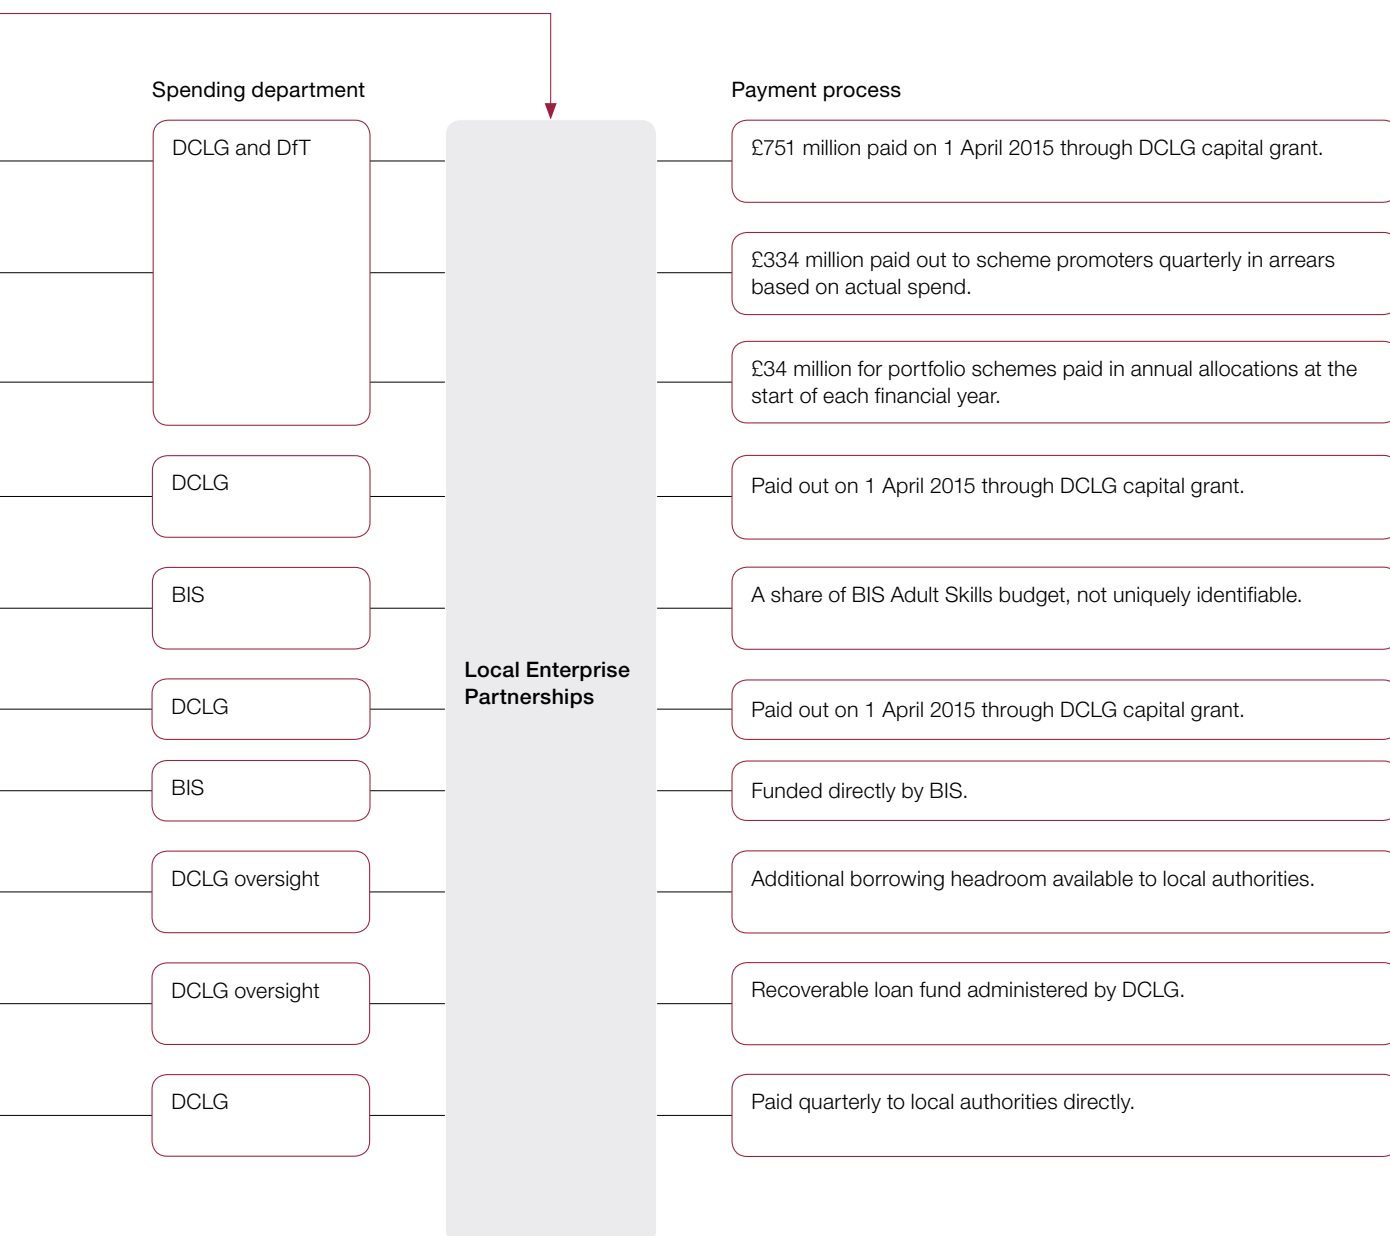 Spending department
Payment process
DCLG and DfT
£751 million paid on 1 April 2015 through DCLG capital grant.
£334 million paid out to scheme promoters quarterly in arrears
based on actual spend.
£34 million for portfolio schemes paid in annual allocations at the
start of each financial year.
DCLG
Paid out on 1 April 2015 through DCLG capital grant.
BIS
A share of BIS Adult Skills budget, not uniquely identifiable.
Local Enterprise
Partnerships
DCLG
Paid out on 1 April 2015 through DCLG capital grant.
BIS
Funded directly by BIS.
DCLG oversight
Additional borrowing headroom available to local authorities.
DCLG oversight
Recoverable loan fund administered by DCLG.
DCLG
Paid quarterly to local authorities directly.